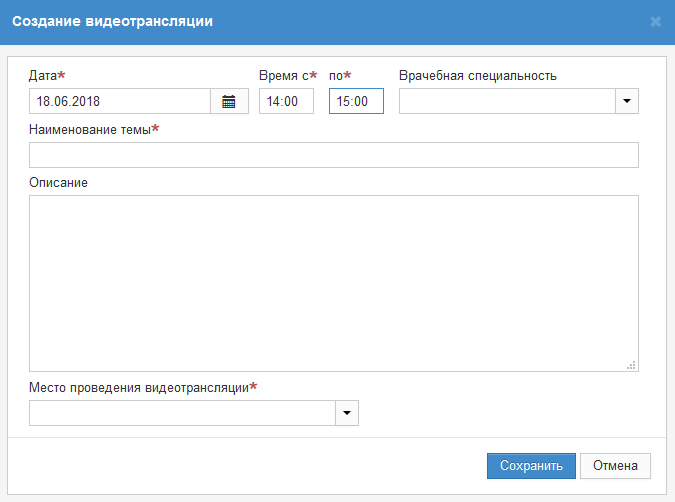 Создание видеотрансляции
Дата* Время с* по* Врачебная специальность
18.06.2018 14:00 15:00
Наименование темы*
Описание
Место проведения видеотрансляции*
Сохранить Отмена